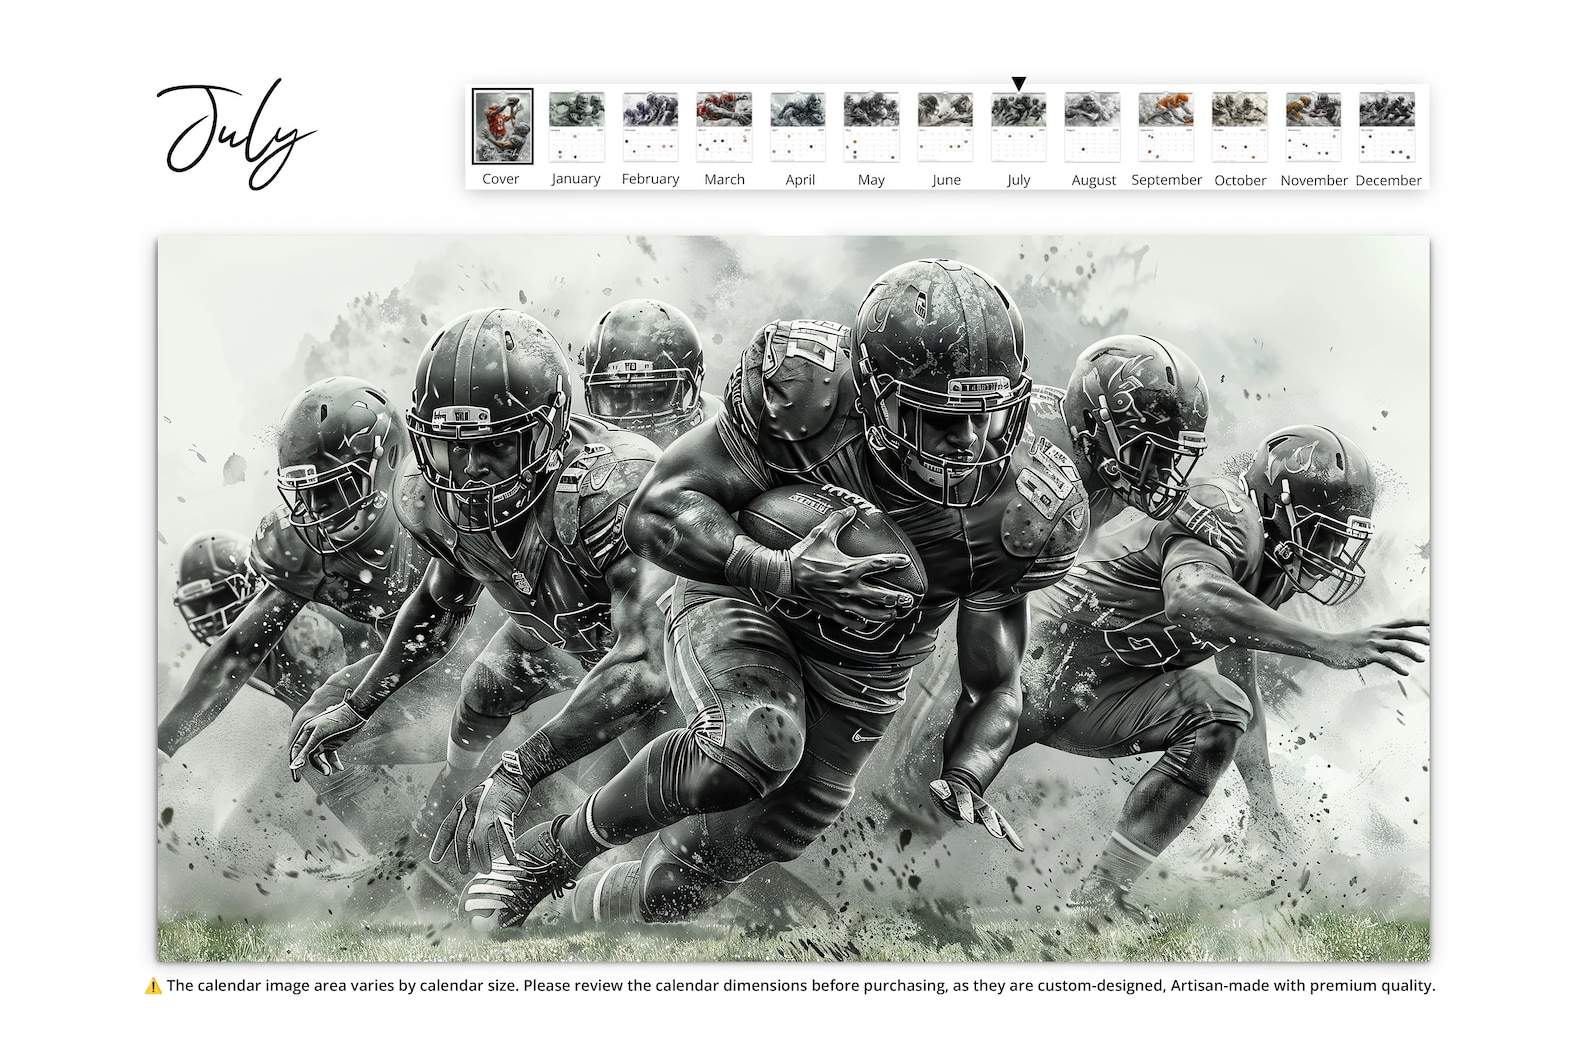 July
Cover January February March April May June July August September October November December
⚠️ The calendar image area varies by calendar size. Please review the calendar dimensions before purchasing, as they are custom-designed, Artisan-made with premium quality.